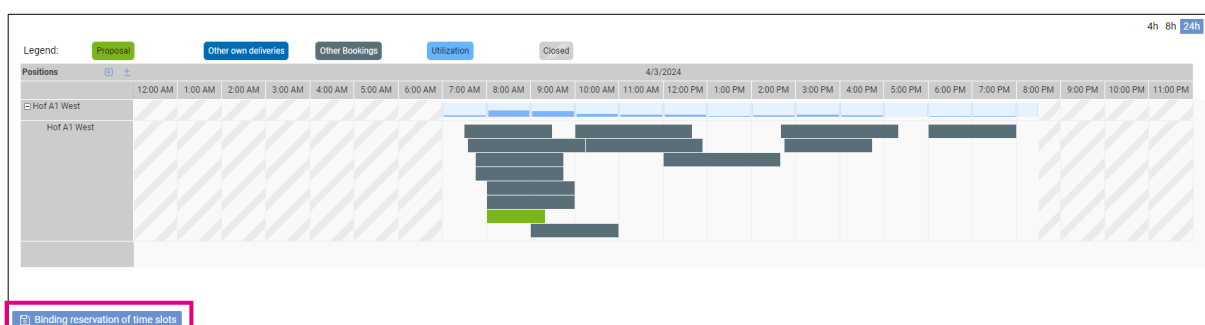 4h 8h 24h
Legend: Proposal Other own deliveries Other Bookings Utilization Closed
Positions 4/3/2024
12:00 AM 1:00 AM 2:00 AM 3:00 AM 4:00 AM 5:00 AM 6:00 AM 7:00 AM 8:00 AM 9:00 AM 10:00 AM 11:00 AM 12:00 PM 1:00 PM 2:00 PM 3:00 PM 4:00 PM 5:00 PM 6:00 PM 7:00 PM 8:00 PM 9:00 PM 10:00 PM 11:00 PM
Hof A1 West
Hof A1 West
Binding reservation of time slots